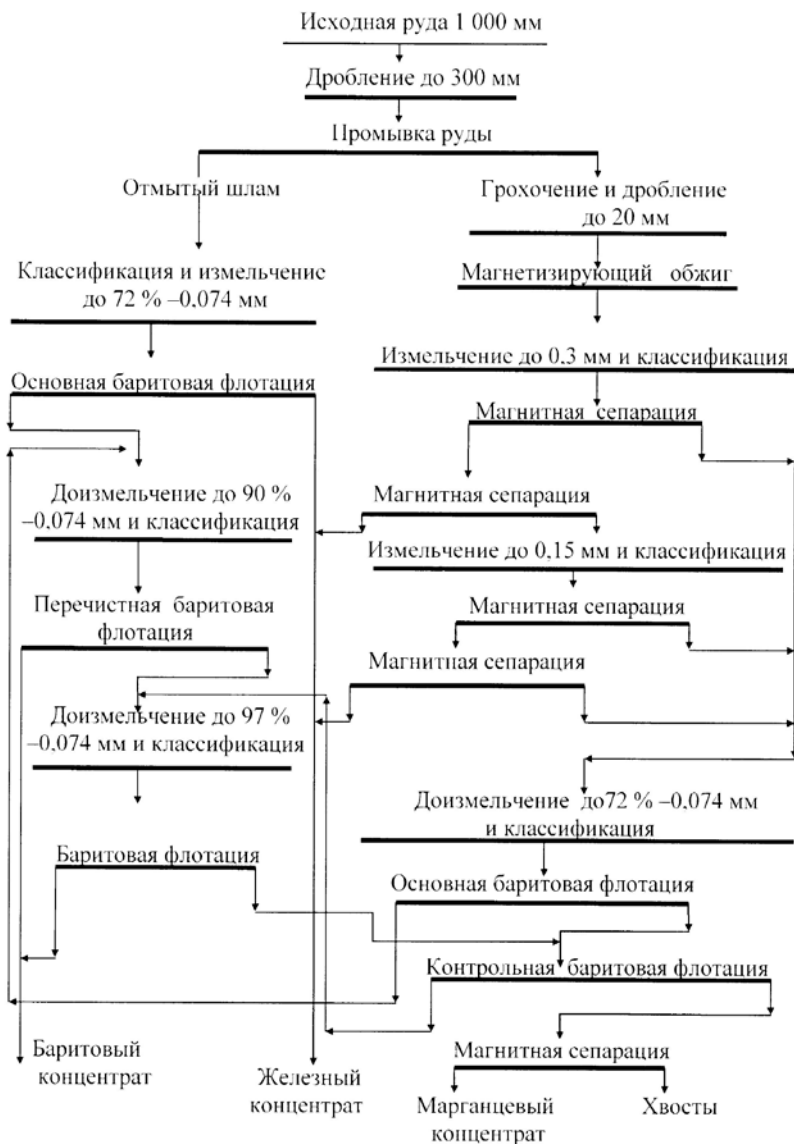 Исходная руда 1 000 мм
Дробление до 300 мм
Промывка руды
Отмытый шлам
Грохочение и дробление
до 20 мм
Классификация и измельчение
до 72 % –0,074 мм
Магнетизирующий обжиг
Измельчение до 0,3 мм и классификация
Основная баритовая флотация
Магнитная сепарация
Доизмельчение до 90 %
–0,074 мм и классификация
Магнитная сепарация
Измельчение до 0,15 мм и классификация
Перечистная баритовая
флотация
Магнитная сепарация
Магнитная сепарация
Доизмельчение до 97 %
–0,074 мм и классификация
Доизмельчение до72 % –0,074 мм
и классификация
Баритовая флотация
Основная баритовая флотация
Контрольная баритовая флотация
Магнитная сепарация
Баритовый
концентрат
Железный
концентрат
Марганцевый
концентрат
Хвосты